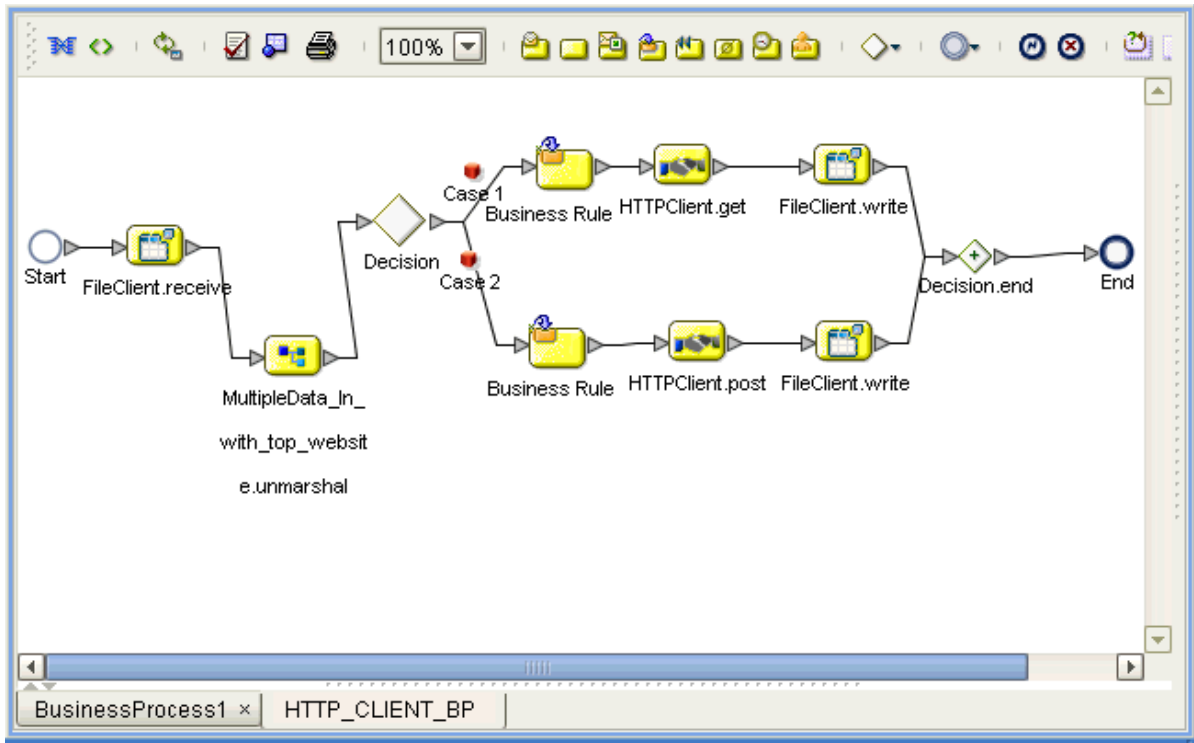 100%
Case 1
Business Rule
HTTPClient.get
FileClient.write
Start
FileClient.receive
Decision
Case 2
Decision.end
End
Business Rule
HTTPClient.post
FileClient.write
MultipleData_In_
with_top_websit
e.unmarshal
BusinessProcess1 ×
HTTP_CLIENT_BP